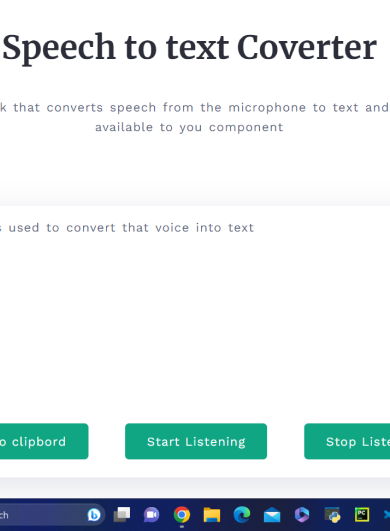 Speech to text Coverter
k that converts speech from the microphone to text and
available to you component
s used to convert that voice into text
o clipbord
Start Listening
Stop Liste
ch